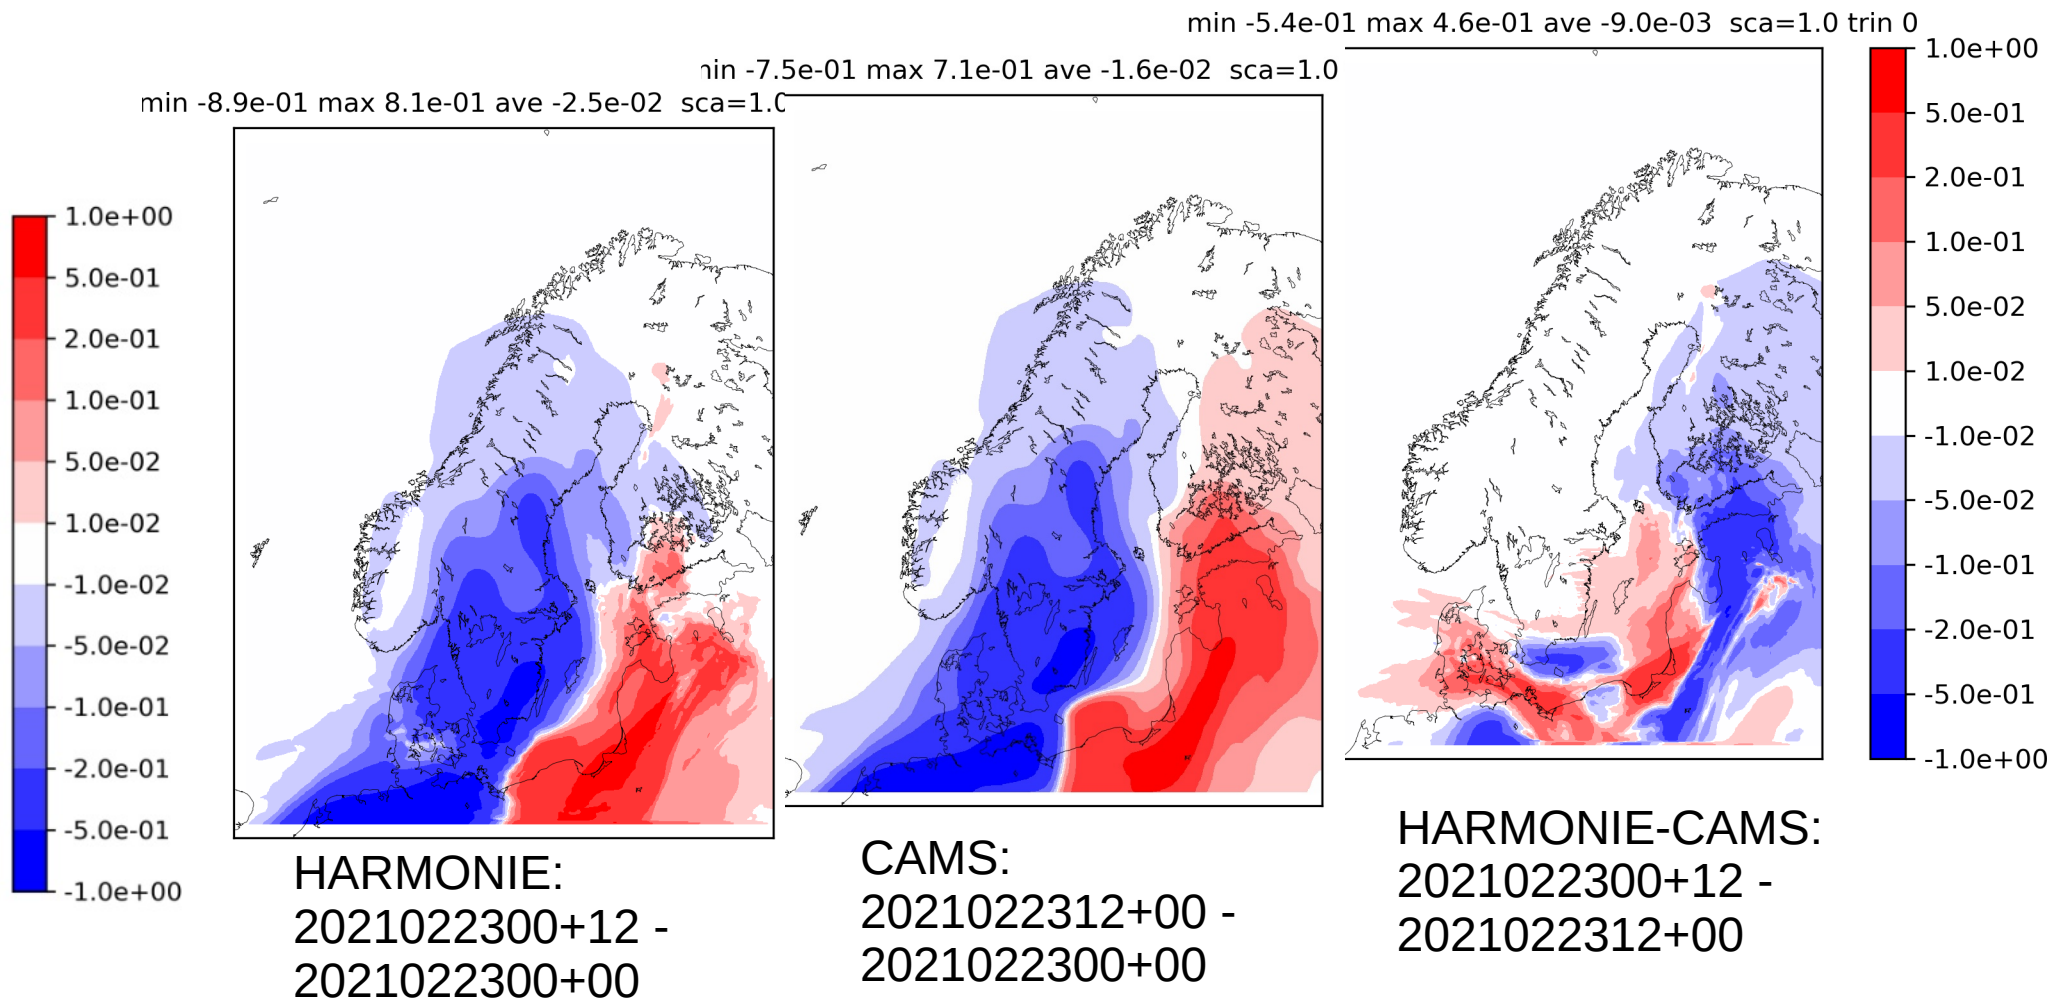 min -5.4e-01 max 4.6e-01 ave -9.0e-03 sca=1.0 trin 0
in -7.5e-01 max 7.1e-01 ave -1.6e-02 sca=1.0
min -8.9e-01 max 8.1e-01 ave -2.5e-02 sca=1.0
1.0e+00
5.0e-01
2.0e-01
1.0e-01
5.0e-02
1.0e-02
-1.0e-02
-5.0e-02
-1.0e-01
-2.0e-01
-5.0e-01
-1.0e+00
1.0e+00
5.0e-01
2.0e-01
1.0e-01
5.0e-02
1.0e-02
-1.0e-02
-5.0e-02
-1.0e-01
-2.0e-01
-5.0e-01
-1.0e+00
HARMONIE:
2021022300+12 -
2021022300+00
CAMS:
2021022312+00 -
2021022300+00
HARMONIE-CAMS:
2021022300+12 -
2021022312+00